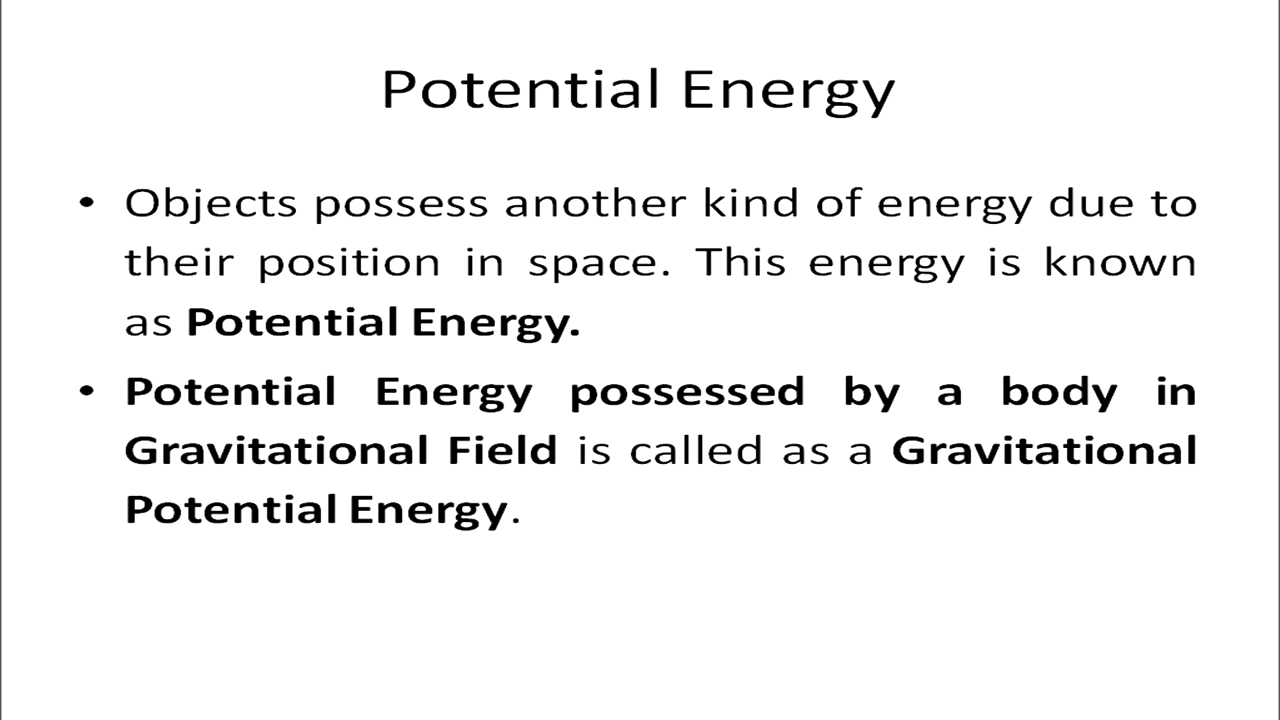 Potential Energy
• Objects possess another kind of energy due to
their position in space. This energy is known
as Potential Energy.
• Potential Energy possessed by a body in
Gravitational Field is called as a Gravitational
Potential Energy.